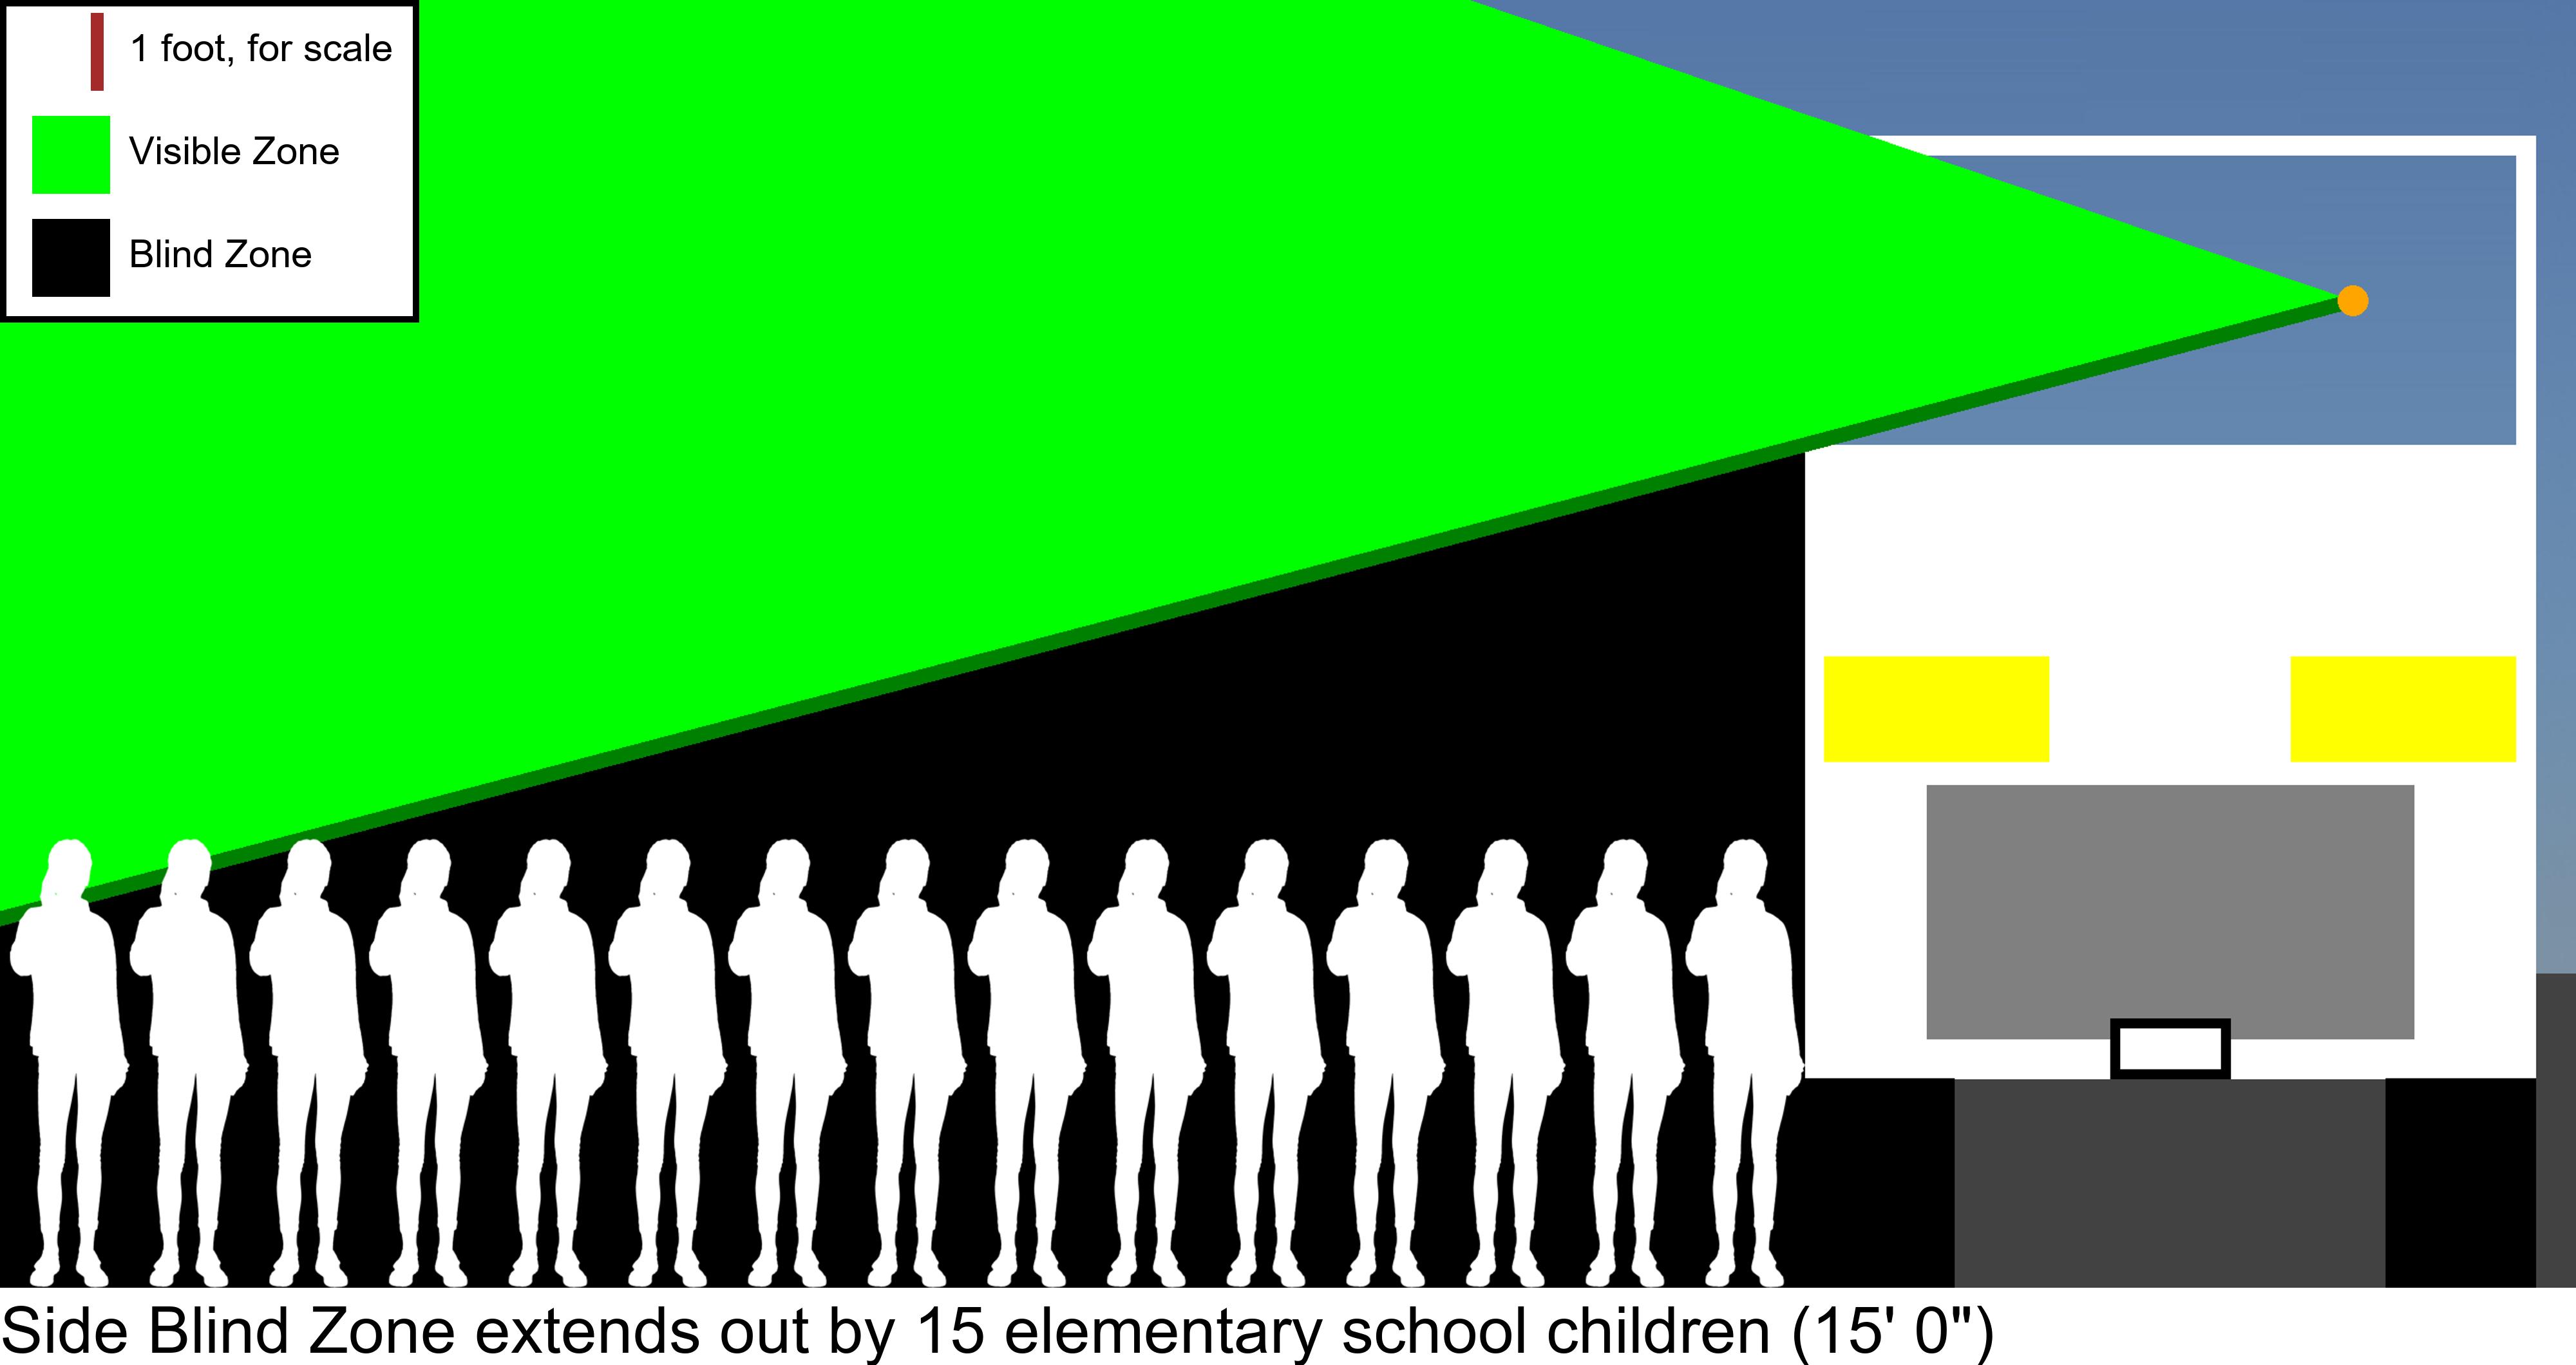 1 foot, for scale
Visible Zone
Blind Zone
Side Blind Zone extends out by 15 elementary school children (15' 0")